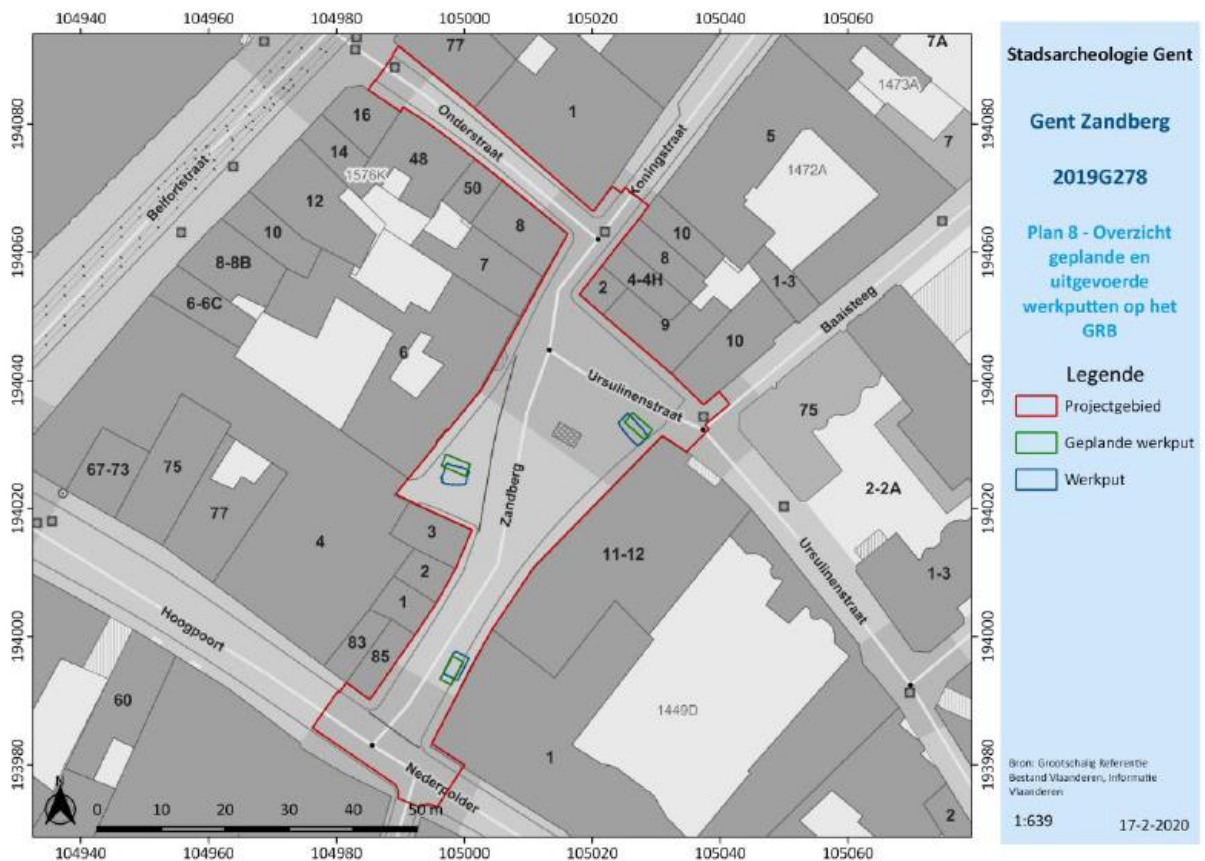 104940
104960
104980
105000
105020
105040
105060
194080
194060
194040
194020
194000
193980
194080
194060
194040
194020
194000
193980
104940
104960
104980
105000
105020
105040
105060
77
7A
1473A
1
16
Onderstraat
5
7
14
48
Koningstraat
1472A
1576K
50
Belfortstraat
12
8
10
10
7
8
8-8B
4-4H
1-3
2
6-6C
9
Baaisteeg
10
6
Ursulinenstraat
75
67-73
75
77
Zandberg
2-2A
3
4
11-12
2
Ursulinenstraat
1-3
1
Hoogpoort
83
85
60
1449D
1
Nederpolder
2
N
0
10
20
30
40
50 m
Stadsarcheologie Gent
Gent Zandberg
2019G278
Plan 8 - Overzicht
geplande en
uitgevoerde
werkputten op het
GRB
Legende
Projectgebied
Geplande werkput
Werkput
Bron: Grootschalig Referentie
Bestand Vlaanderen, Informatie
Vlaanderen
1:639
17-2-2020